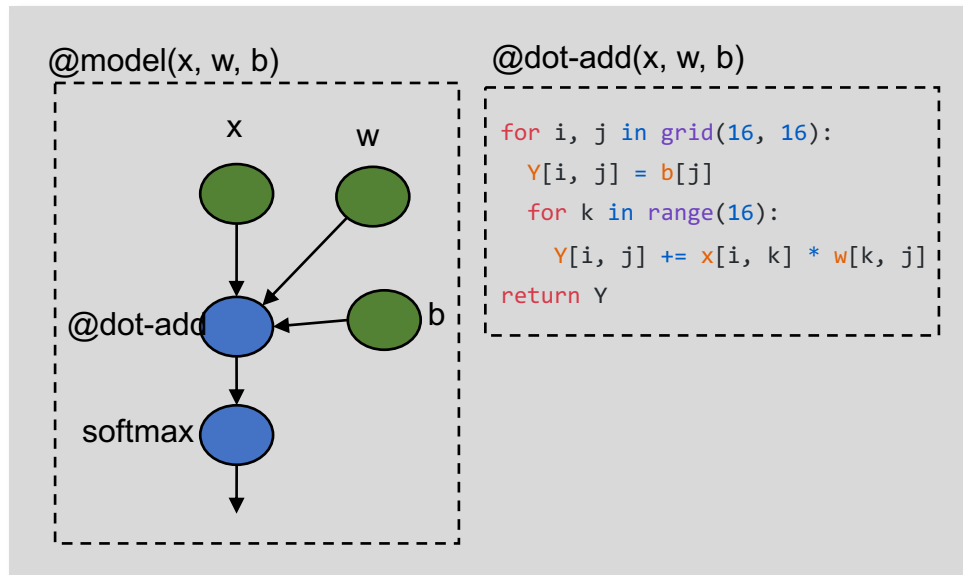 @model(x, w, b)
x
w
@dot-add
b
softmax
@dot-add(x, w, b)
for i, j in grid(16, 16):
  Y[i, j] = b[j]
  for k in range(16):
    Y[i, j] += x[i, k] * w[k, j]
return Y